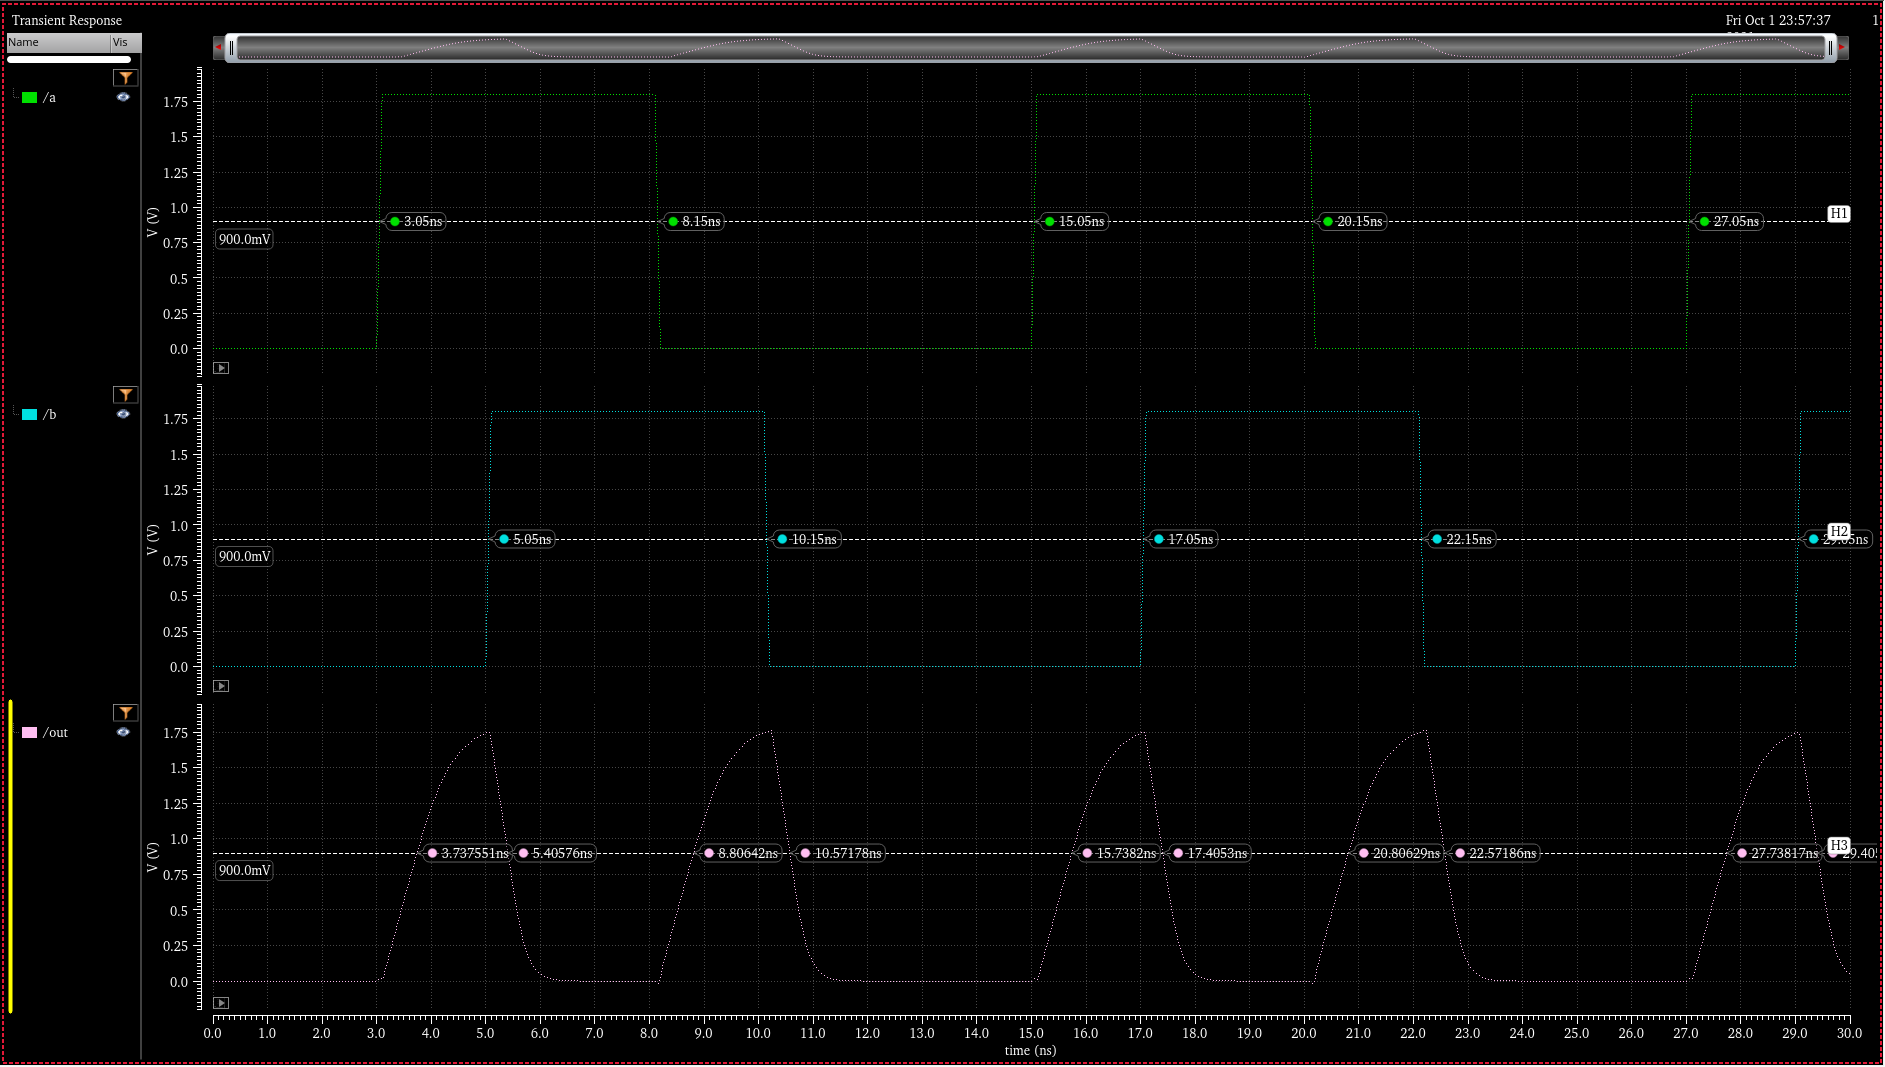 Transient Response
Fri Oct 1 23:57:37 1
Name Vis
/a
V (V)
1.75
1.5
1.25
1.0
0.75
0.5
0.25
0.0
H1
3.05ns 8.15ns 15.05ns 20.15ns 27.05ns
900.0mV
/b
V (V)
1.75
1.5
1.25
1.0
0.75
0.5
0.25
0.0
H2
5.05ns 10.15ns 17.05ns 22.15ns
900.0mV
/out
V (V)
1.75
1.5
1.25
1.0
0.75
0.5
0.25
0.0
H3
3.737551ns 5.40576ns 8.80642ns 10.57178ns 15.7382ns 17.4053ns 20.80629ns 22.57186ns 27.73817ns 29.40
900.0mV
0.0 1.0 2.0 3.0 4.0 5.0 6.0 7.0 8.0 9.0 10.0 11.0 12.0 13.0 14.0 15.0 16.0 17.0 18.0 19.0 20.0 21.0 22.0 23.0 24.0 25.0 26.0 27.0 28.0 29.0 30.0
time (ns)